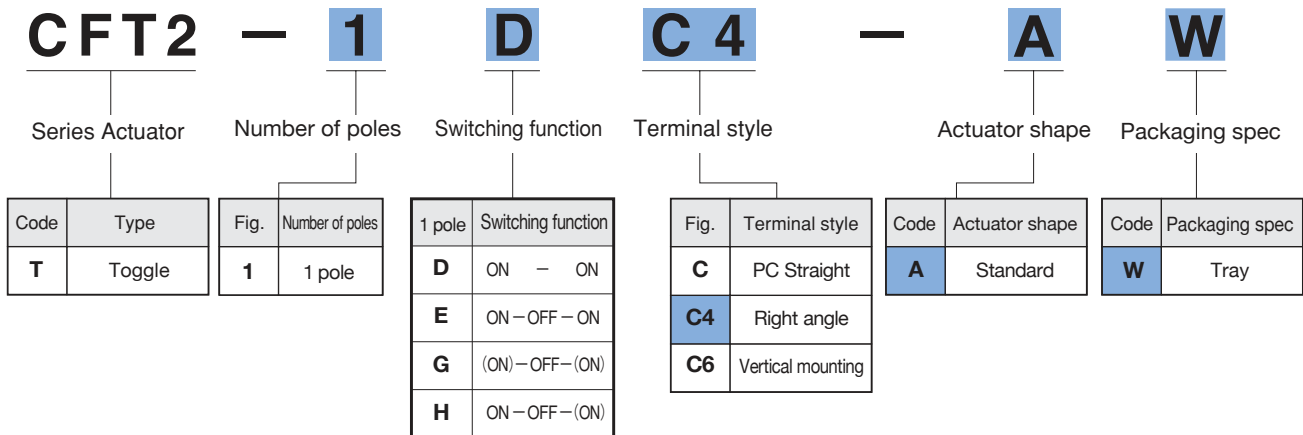 CFT2 — 1 D C4 — A W
Series Actuator Number of poles Switching function Terminal style Actuator shape Packaging spec
Code Type Fig. Number of poles 1 pole Switching function Fig. Terminal style Code Actuator shape Code Packaging spec
T Toggle 1 1 pole D ON － ON C PC Straight A Standard W Tray
E ON－OFF－ON C4 Right angle
G (ON)－OFF－(ON) C6 Vertical mounting
H ON－OFF－(ON)